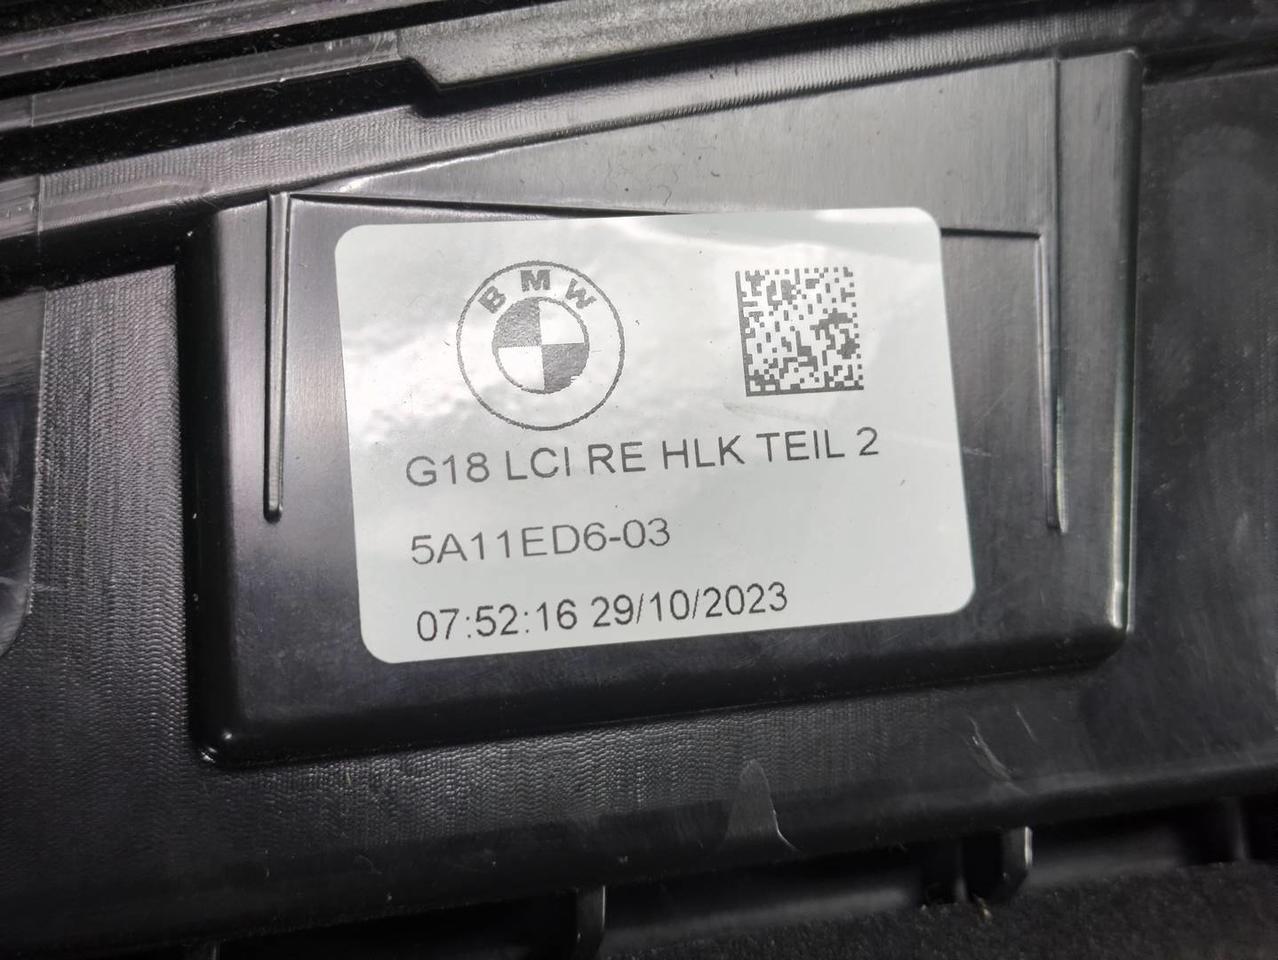 BMW
G18 LCI RE HLK TEIL 2
5A11ED6-03
07:52:16 29/10/2023